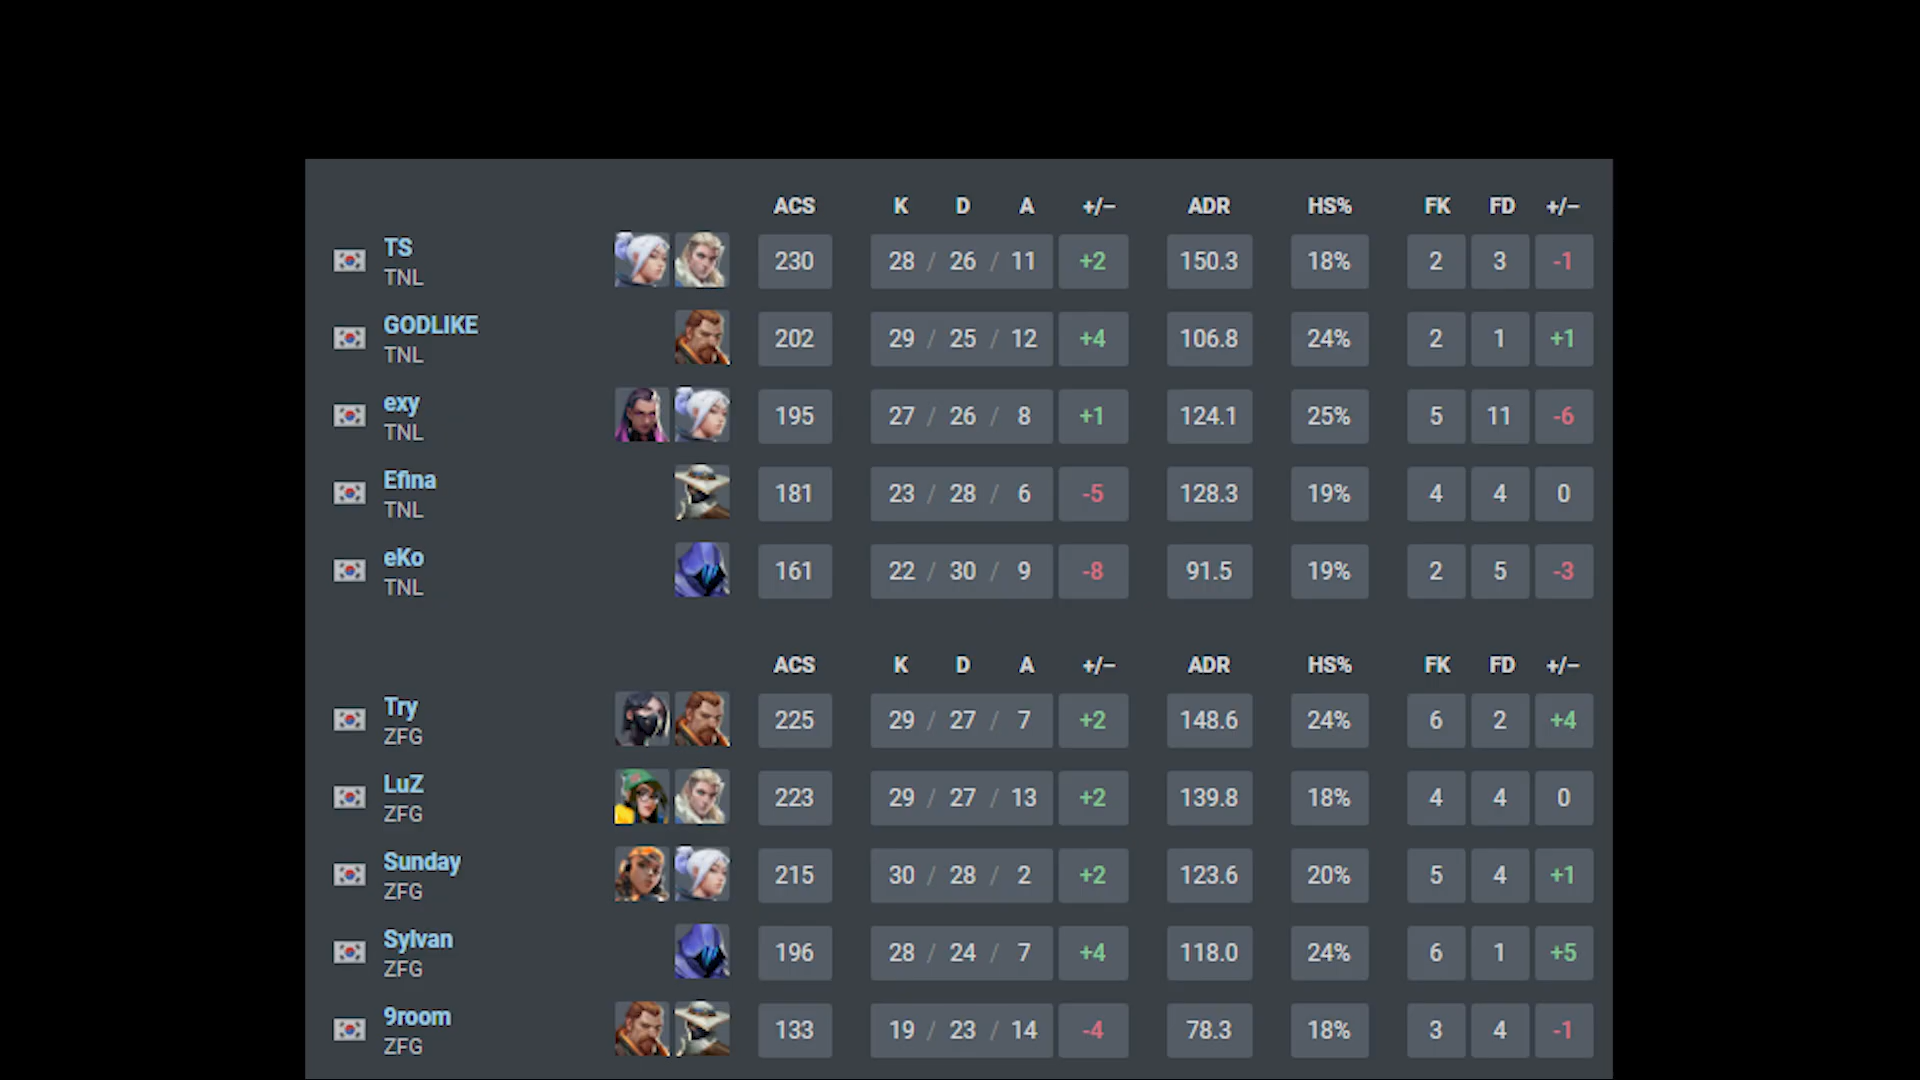 ACS K D A +/− ADR HS% FK FD +/−
TS
TNL
230 28 / 26 / 11 +2 150.3 18% 2 3 -1
GODLIKE
TNL
202 29 / 25 / 12 +4 106.8 24% 2 1 +1
exy
TNL
195 27 / 26 / 8 +1 124.1 25% 5 11 -6
Efina
TNL
181 23 / 28 / 6 -5 128.3 19% 4 4 0
eKo
TNL
161 22 / 30 / 9 -8 91.5 19% 2 5 -3
ACS K D A +/− ADR HS% FK FD +/−
Try
ZFG
225 29 / 27 / 7 +2 148.6 24% 6 2 +4
LuZ
ZFG
223 29 / 27 / 13 +2 139.8 18% 4 4 0
Sunday
ZFG
215 30 / 28 / 2 +2 123.6 20% 5 4 +1
Sylvan
ZFG
196 28 / 24 / 7 +4 118.0 24% 6 1 +5
9room
ZFG
133 19 / 23 / 14 -4 78.3 18% 3 4 -1